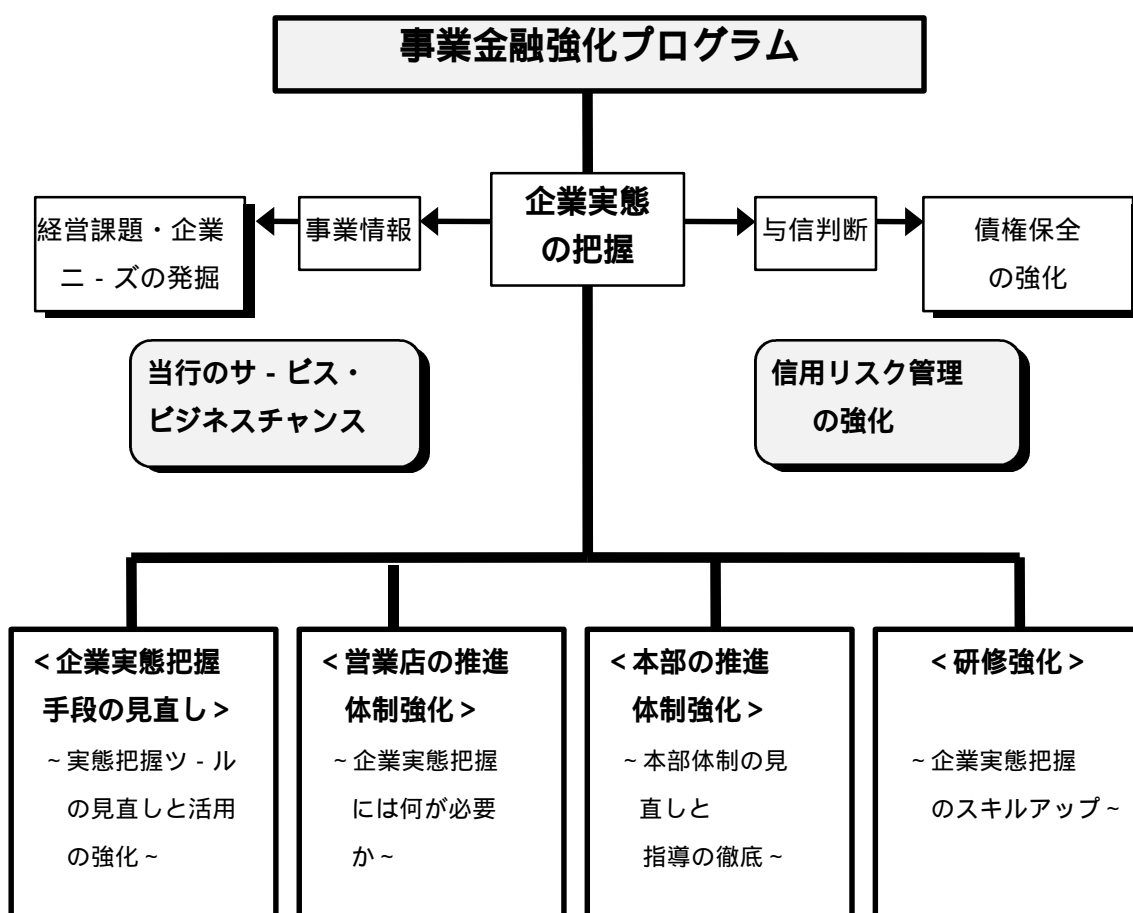 事業金融強化プログラム
企業実態
の把握
経営課題・企業
ニ - ズの発掘
事業情報
与信判断
債権保全
の強化
当行のサ - ビス・
ビジネスチャンス
信用リスク管理
の強化
<企業実態把握
手段の見直し>
~実態把握ツ - ル
の見直しと活用
の強化~
<営業店の推進
体制強化>
~企業実態把握
には何が必要
か~
<本部の推進
体制強化>
~本部体制の見
直しと
指導の徹底~
<研修強化>
~企業実態把握
のスキルアップ~